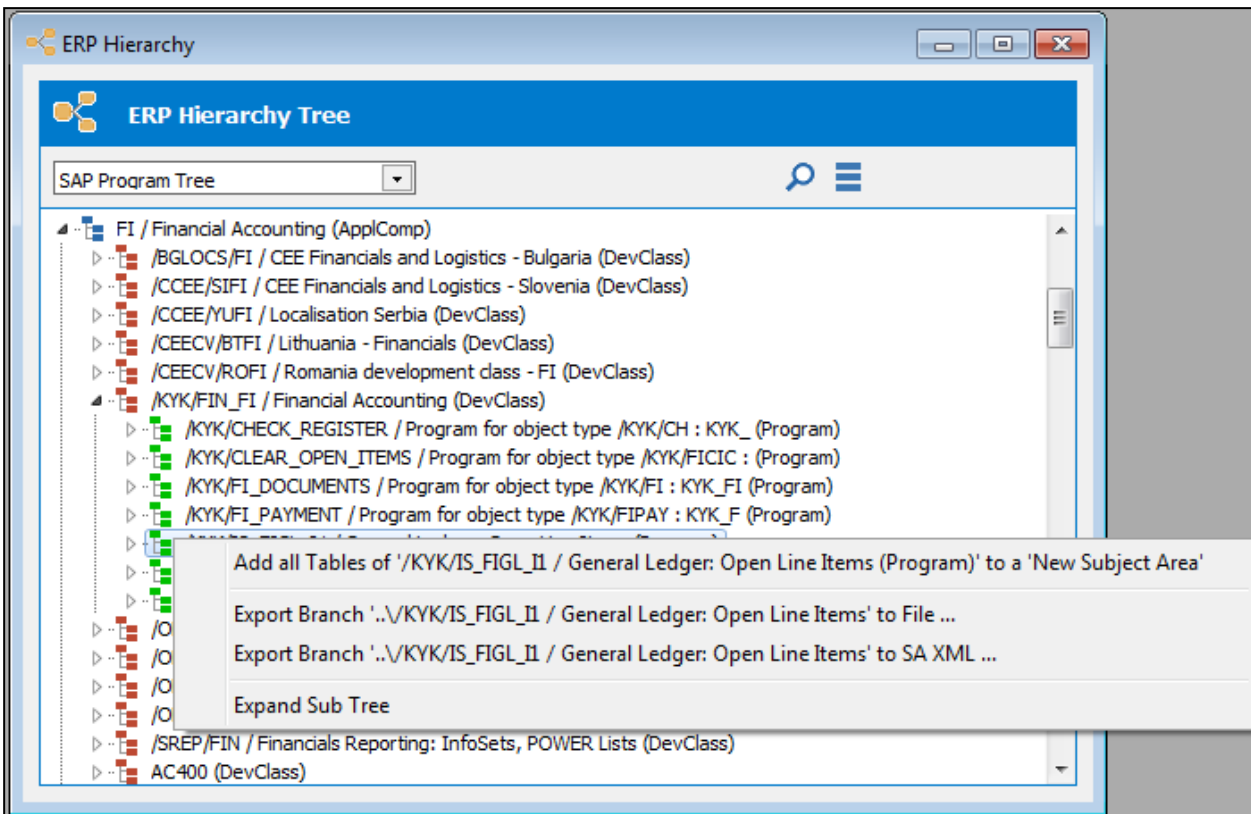 ERP Hierarchy
ERP Hierarchy Tree
SAP Program Tree
FI / Financial Accounting (ApplComp)
/BGLOCS/FI / CEE Financials and Logistics - Bulgaria (DevClass)
/CCEE/SIFI / CEE Financials and Logistics - Slovenia (DevClass)
/CCEE/YUFI / Localisation Serbia (DevClass)
/CEECV/BTFI / Lithuania - Financials (DevClass)
/CEECV/ROFI / Romania development class - FI (DevClass)
/KYK/FIN_FI / Financial Accounting (DevClass)
/KYK/CHECK_REGISTER / Program for object type /KYK/CH : KYK_ (Program)
/KYK/CLEAR_OPEN_ITEMS / Program for object type /KYK/FICIC : (Program)
/KYK/FI_DOCUMENTS / Program for object type /KYK/FI : KYK_FI (Program)
/KYK/FI_PAYMENT / Program for object type /KYK/FIPAY : KYK_F (Program)
Add all Tables of '/KYK/IS_FIGL_I1 / General Ledger: Open Line Items (Program)' to a 'New Subject Area'
Export Branch '..\/KYK/IS_FIGL_I1 / General Ledger: Open Line Items' to File ...
Export Branch '..\/KYK/IS_FIGL_I1 / General Ledger: Open Line Items' to SA XML ...
/O
/O
/O
/O
Expand Sub Tree
/SREP/FIN / Financials Reporting: InfoSets, POWER Lists (DevClass)
AC400 (DevClass)